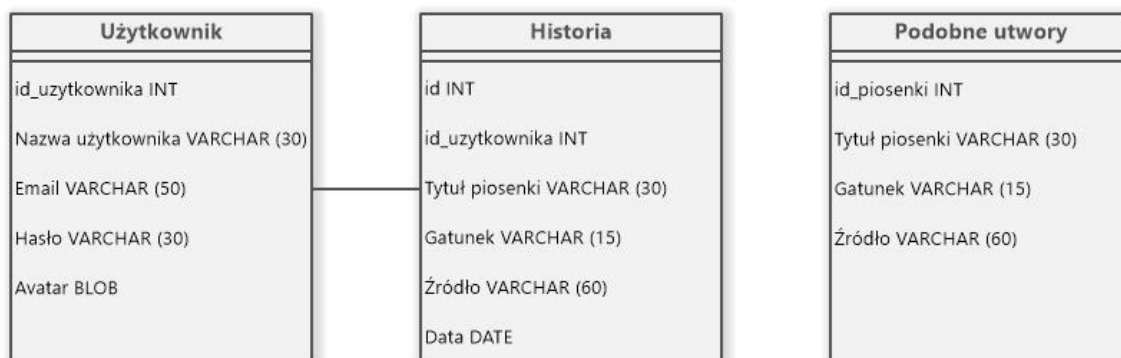 Użytkownik
id_uzytkownika INT
Nazwa użytkownika VARCHAR (30)
Email VARCHAR (50)
Hasło VARCHAR (30)
Avatar BLOB
Historia
id INT
id_uzytkownika INT
Tytuł piosenki VARCHAR (30)
Gatunek VARCHAR (15)
Źródło VARCHAR (60)
Data DATE
Podobne utwory
id_piosenki INT
Tytuł piosenki VARCHAR (30)
Gatunek VARCHAR (15)
Źródło VARCHAR (60)